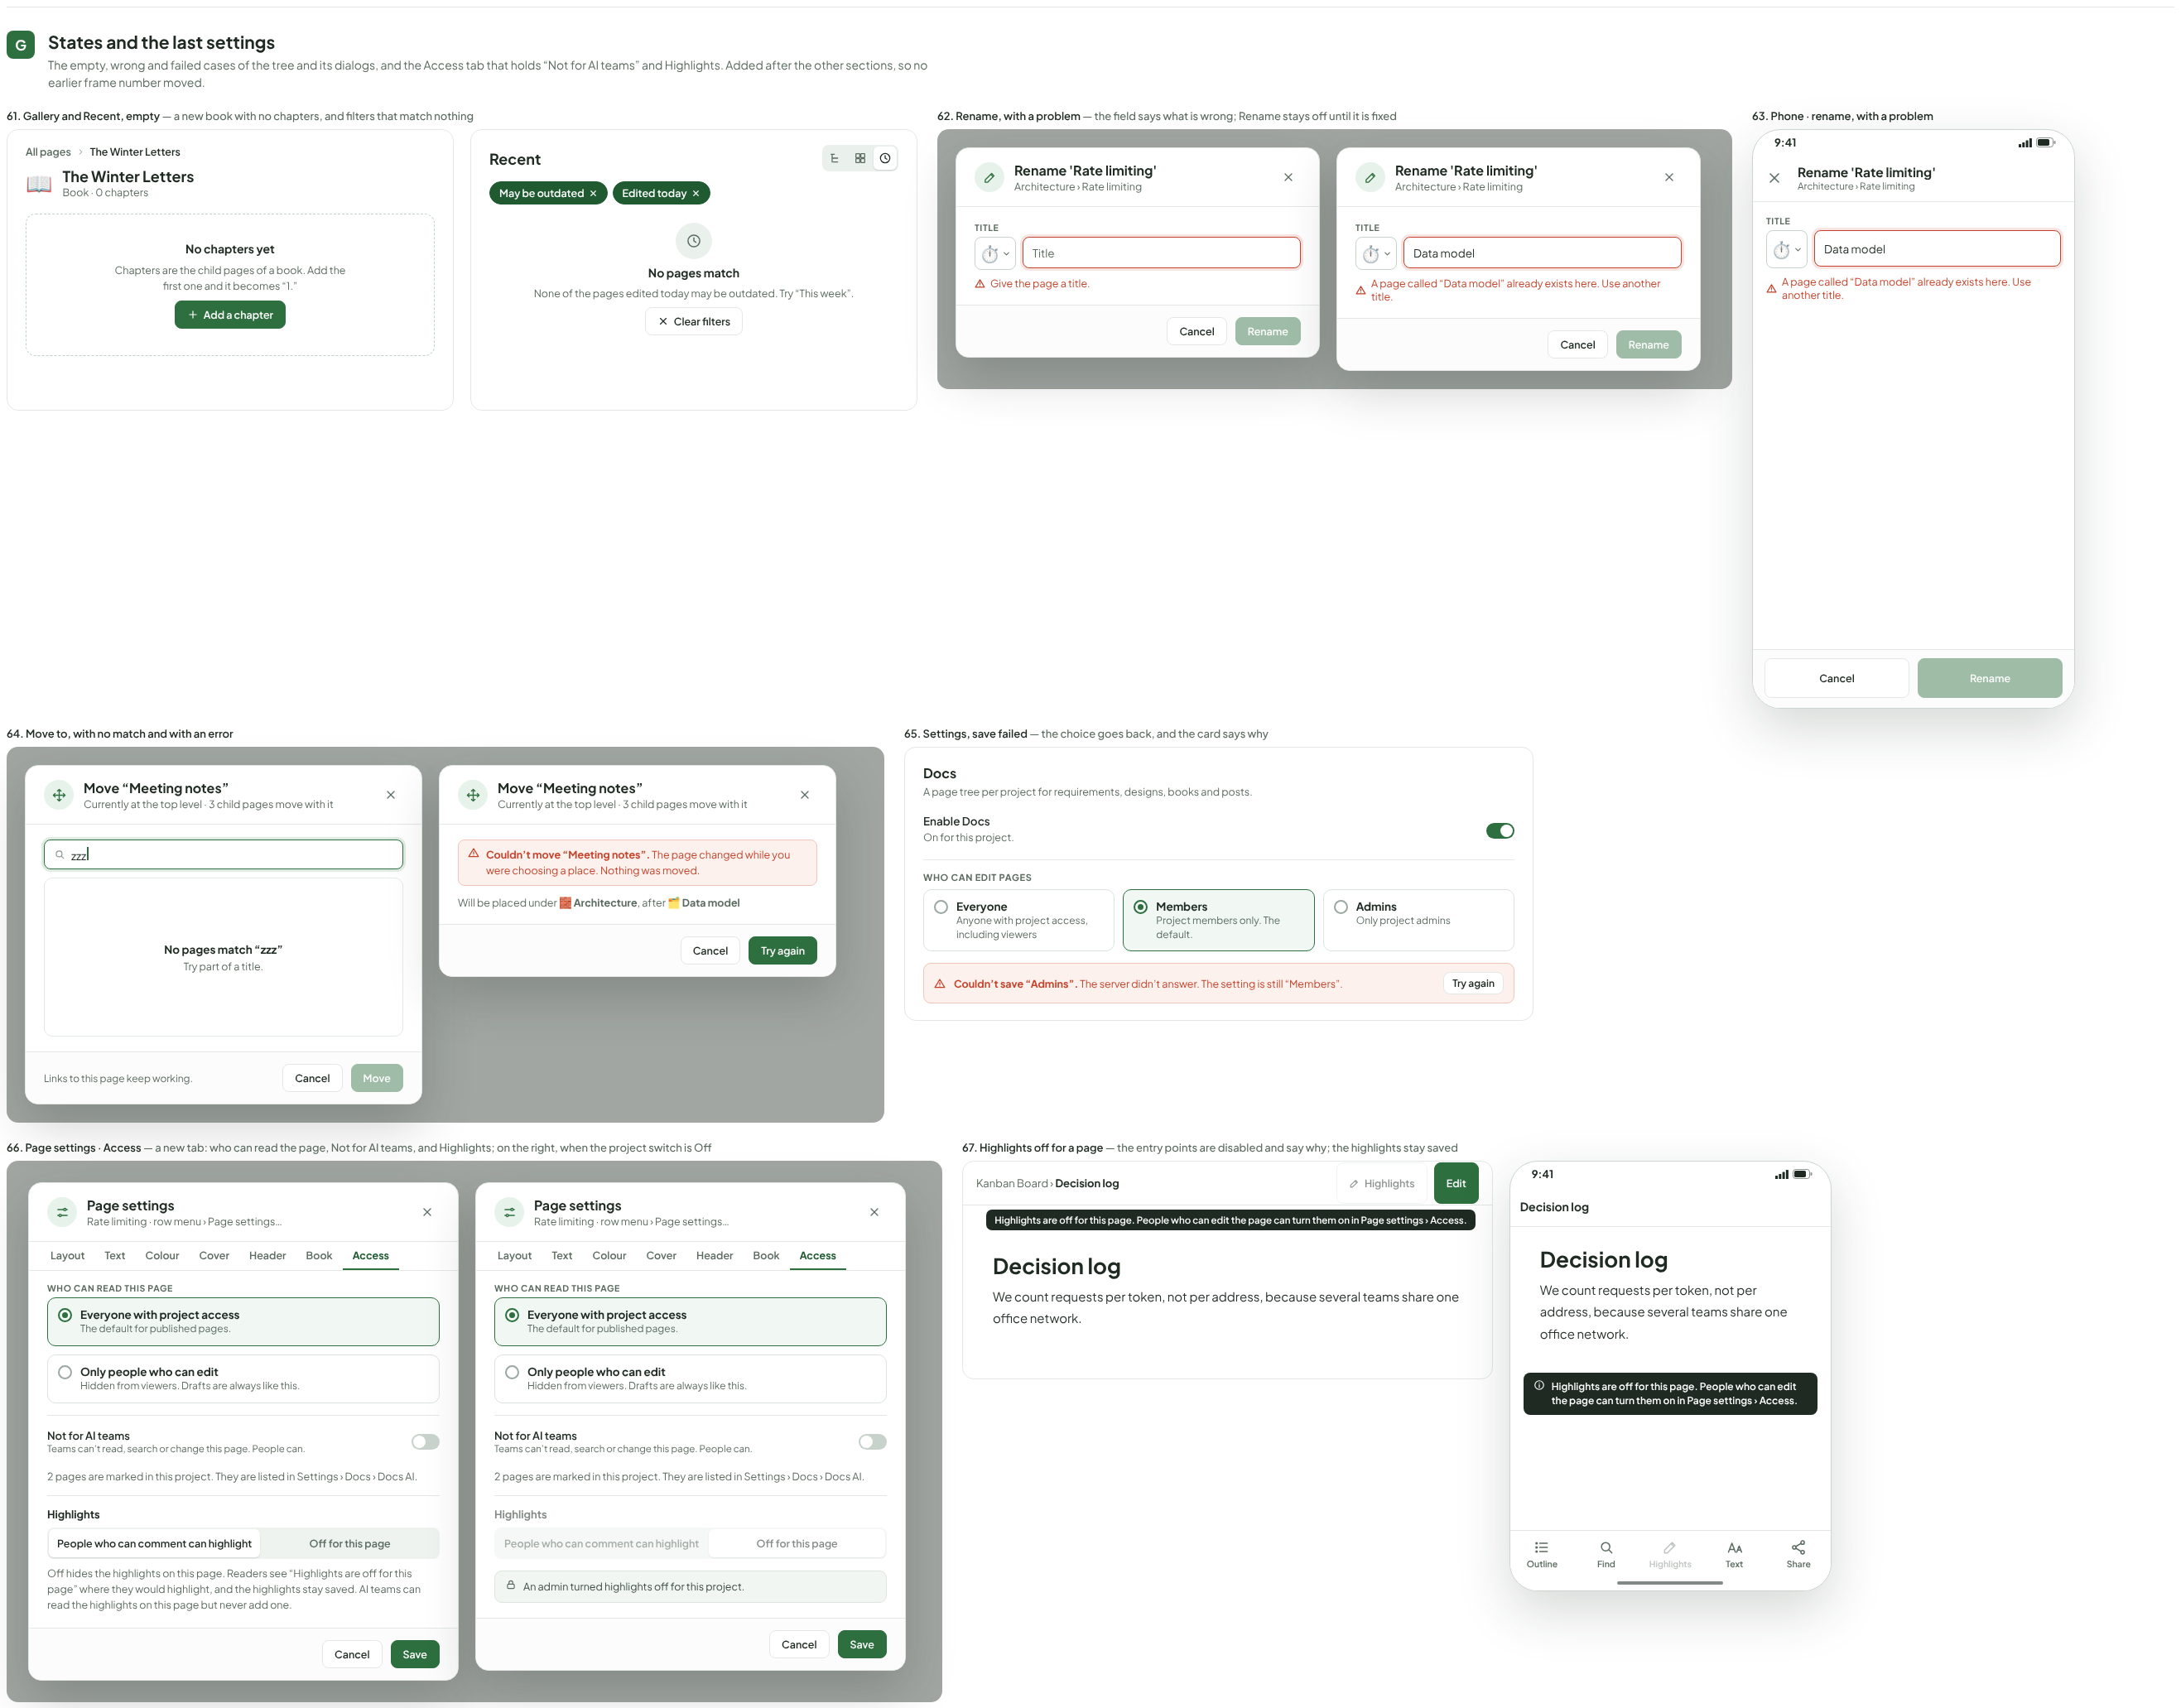 G
States and the last settings
The empty, wrong and failed cases of the tree and its dialogs, and the Access tab that holds “Not for AI teams” and Highlights. Added after the other sections, so no
earlier frame number moved.
61. Gallery and Recent, empty — a new book with no chapters, and filters that match nothing
All pages › The Winter Letters
The Winter Letters
Book · 0 chapters
No chapters yet
Chapters are the child pages of a book. Add the
first one and it becomes “1.”
+ Add a chapter
Recent
May be outdated ×
Edited today ×
No pages match
None of the pages edited today may be outdated. Try “This week”.
× Clear filters
62. Rename, with a problem — the field says what is wrong; Rename stays off until it is fixed
Rename 'Rate limiting'
Architecture › Rate limiting
TITLE
Title
Give the page a title.
Cancel
Rename
Rename 'Rate limiting'
Architecture › Rate limiting
TITLE
Data model
A page called “Data model” already exists here. Use another
title.
Cancel
Rename
63. Phone · rename, with a problem
9:41
Rename 'Rate limiting'
Architecture › Rate limiting
TITLE
Data model
A page called “Data model” already exists here. Use
another title.
Cancel
Rename
64. Move to, with no match and with an error
Move “Meeting notes”
Currently at the top level · 3 child pages move with it
zzz
No pages match “zzz”
Try part of a title.
Links to this page keep working.
Cancel
Move
Move “Meeting notes”
Currently at the top level · 3 child pages move with it
Couldn’t move “Meeting notes”. The page changed while you
were choosing a place. Nothing was moved.
Will be placed under Architecture, after Data model
Cancel
Try again
65. Settings, save failed — the choice goes back, and the card says why
Docs
A page tree per project for requirements, designs, books and posts.
Enable Docs
On for this project.
WHO CAN EDIT PAGES
Everyone
Anyone with project access,
including viewers
Members
Project members only. The
default.
Admins
Only project admins
Couldn’t save “Admins”. The server didn’t answer. The setting is still “Members”.
Try again
66. Page settings · Access — a new tab: who can read the page, Not for AI teams, and Highlights; on the right, when the project switch is Off
Page settings
Rate limiting · row menu › Page settings…
Layout Text Colour Cover Header Book Access
WHO CAN READ THIS PAGE
Everyone with project access
The default for published pages.
Only people who can edit
Hidden from viewers. Drafts are always like this.
Not for AI teams
Teams can’t read, search or change this page. People can.
2 pages are marked in this project. They are listed in Settings › Docs › Docs AI.
Highlights
People who can comment can highlight
Off for this page
Off hides the highlights on this page. Readers see “Highlights are off for this
page” where they would highlight, and the highlights stay saved. AI teams can
read the highlights on this page but never add one.
Cancel
Save
Page settings
Rate limiting · row menu › Page settings…
Layout Text Colour Cover Header Book Access
WHO CAN READ THIS PAGE
Everyone with project access
The default for published pages.
Only people who can edit
Hidden from viewers. Drafts are always like this.
Not for AI teams
Teams can’t read, search or change this page. People can.
2 pages are marked in this project. They are listed in Settings › Docs › Docs AI.
Highlights
People who can comment can highlight
Off for this page
An admin turned highlights off for this project.
Cancel
Save
67. Highlights off for a page — the entry points are disabled and say why; the highlights stay saved
Kanban Board › Decision log
Highlights
Edit
Highlights are off for this page. People who can edit the page can turn them on in Page settings › Access.
Decision log
We count requests per token, not per address, because several teams share one
office network.
9:41
Decision log
Decision log
We count requests per token, not per
address, because several teams share one
office network.
Highlights are off for this page. People who can edit
the page can turn them on in Page settings › Access.
Outline
Find
Highlights
AA
Text
Share